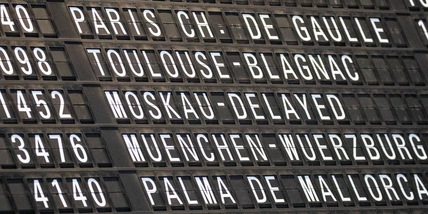 40 PARIS CH. DE GAULLE
098 TOULOUSE-BLAGNAC
1452 MOSKAU-DELAYED
3476 MUENCHEN-WUERZBURG
4140 PALMA DE MALLORCA